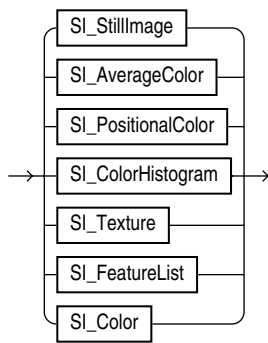 SI_StillImage
SI_AverageColor
SI_PositionalColor
SI_ColorHistogram
SI_Texture
SI_FeatureList
SI_Color